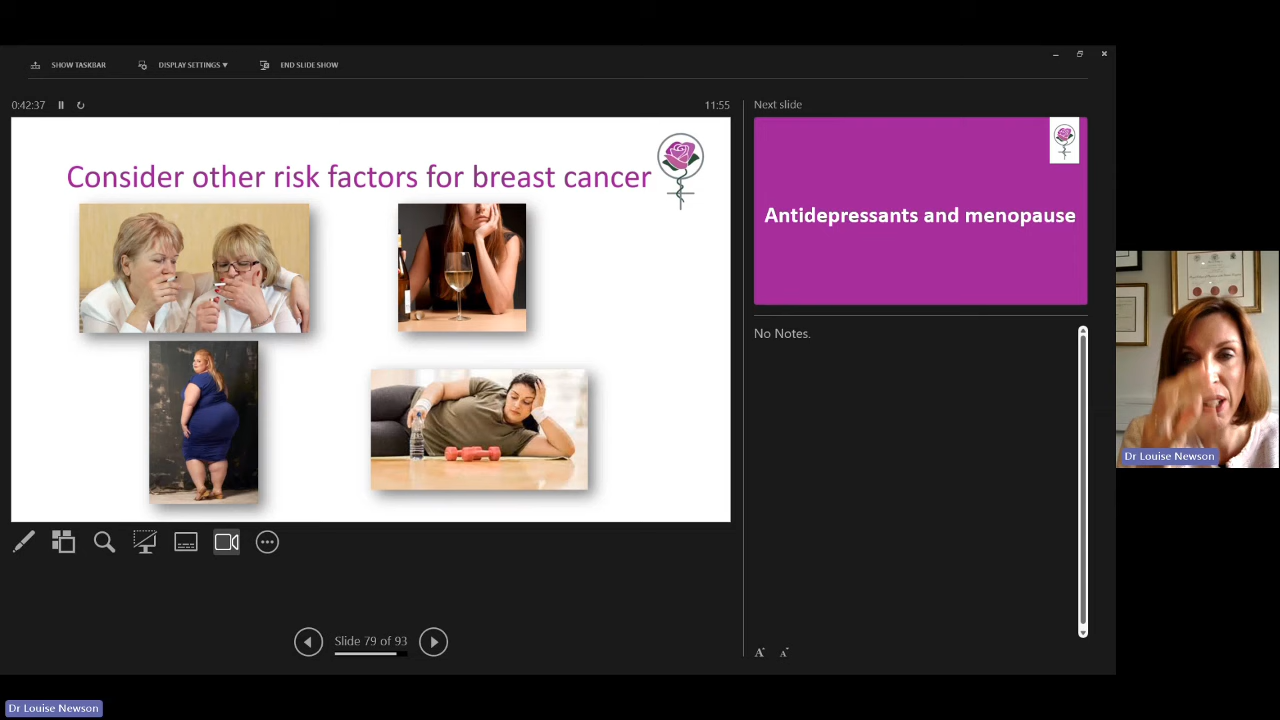 SHOW TASKBAR
DISPLAY SETTINGS ▾
END SLIDE SHOW
0:42:37
11:55
Next slide
Consider other risk factors for breast cancer
Antidepressants and menopause
No Notes.
Dr Louise Newson
Slide 79 of 93
A
A
Dr Louise Newson